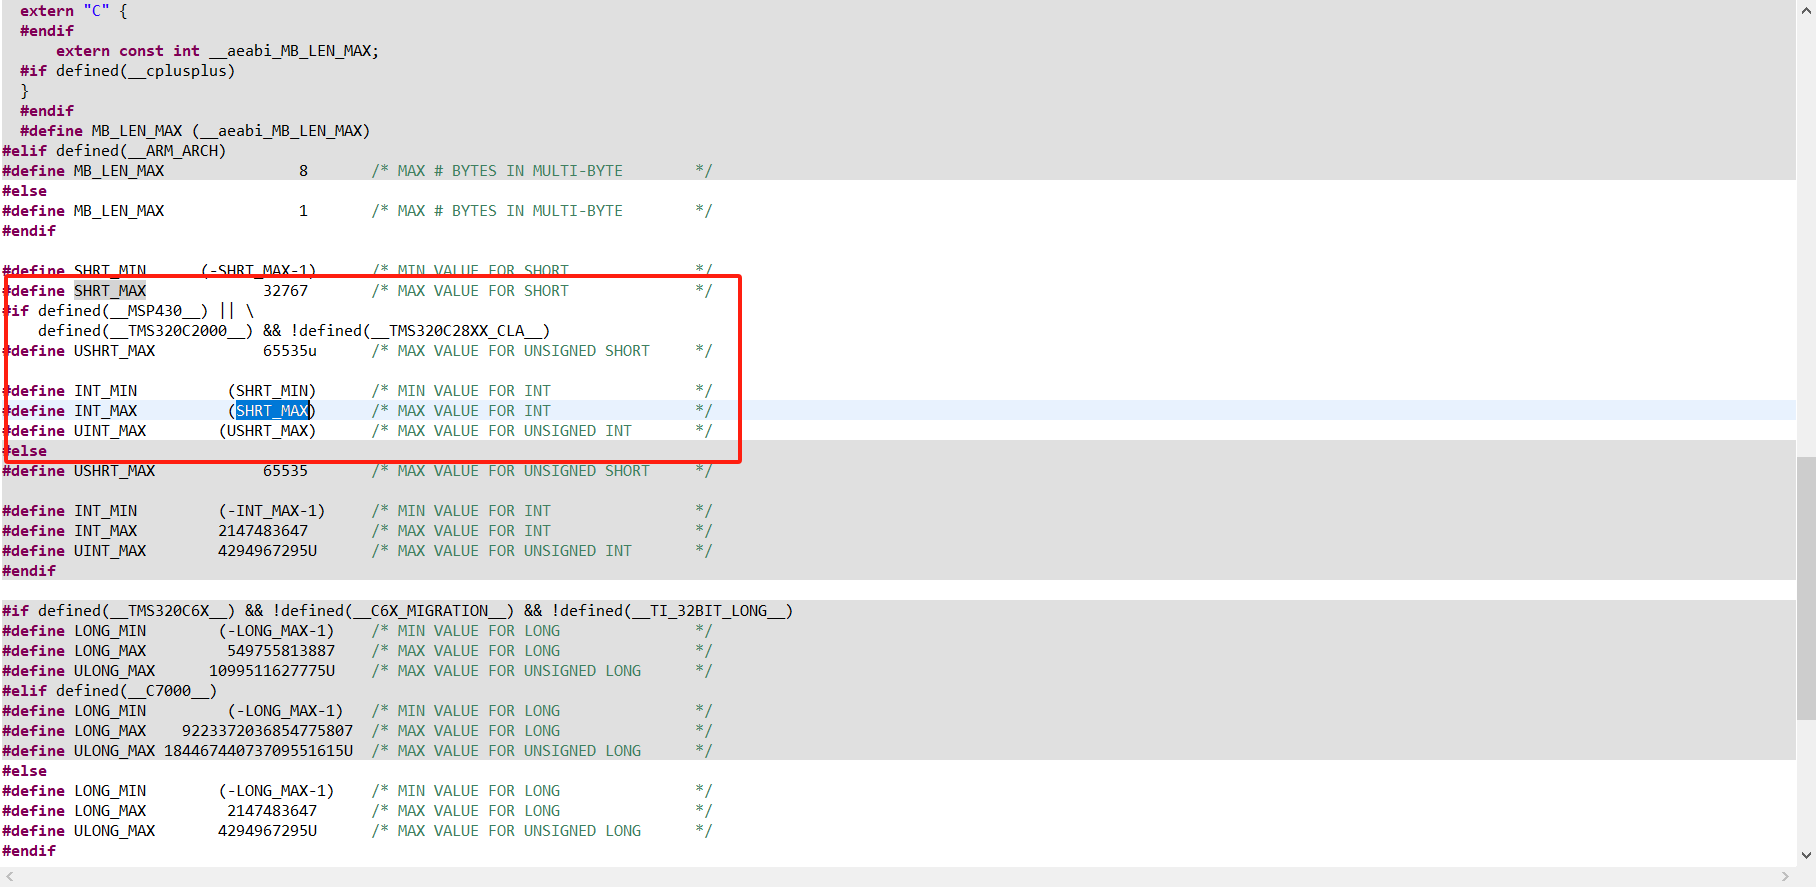 extern "C" {
#endif
extern const int __aeabi_MB_LEN_MAX;
#if defined(__cplusplus)
}
#endif
#define MB_LEN_MAX (__aeabi_MB_LEN_MAX)
#elif defined(__ARM_ARCH)
#define MB_LEN_MAX 8 /* MAX # BYTES IN MULTI-BYTE */
#else
#define MB_LEN_MAX 1 /* MAX # BYTES IN MULTI-BYTE */
#endif
#define SHRT_MIN (-SHRT_MAX-1) /* MIN VALUE FOR SHORT */
#define SHRT_MAX 32767 /* MAX VALUE FOR SHORT */
#if defined(__MSP430__) || \
defined(__TMS320C2000__) && !defined(__TMS320C28XX_CLA__)
#define USHRT_MAX 65535u /* MAX VALUE FOR UNSIGNED SHORT */
#define INT_MIN (SHRT_MIN) /* MIN VALUE FOR INT */
#define INT_MAX (SHRT_MAX) /* MAX VALUE FOR INT */
#define UINT_MAX (USHRT_MAX) /* MAX VALUE FOR UNSIGNED INT */
#else
#define USHRT_MAX 65535 /* MAX VALUE FOR UNSIGNED SHORT */
#define INT_MIN (-INT_MAX-1) /* MIN VALUE FOR INT */
#define INT_MAX 2147483647 /* MAX VALUE FOR INT */
#define UINT_MAX 4294967295U /* MAX VALUE FOR UNSIGNED INT */
#endif
#if defined(__TMS320C6X__) && !defined(__C6X_MIGRATION__) && !defined(__TI_32BIT_LONG__)
#define LONG_MIN (-LONG_MAX-1) /* MIN VALUE FOR LONG */
#define LONG_MAX 549755813887 /* MAX VALUE FOR LONG */
#define ULONG_MAX 1099511627775U /* MAX VALUE FOR UNSIGNED LONG */
#elif defined(__C7000__)
#define LONG_MIN (-LONG_MAX-1) /* MIN VALUE FOR LONG */
#define LONG_MAX 9223372036854775807 /* MAX VALUE FOR LONG */
#define ULONG_MAX 18446744073709551615U /* MAX VALUE FOR UNSIGNED LONG */
#else
#define LONG_MIN (-LONG_MAX-1) /* MIN VALUE FOR LONG */
#define LONG_MAX 2147483647 /* MAX VALUE FOR LONG */
#define ULONG_MAX 4294967295U /* MAX VALUE FOR UNSIGNED LONG */
#endif